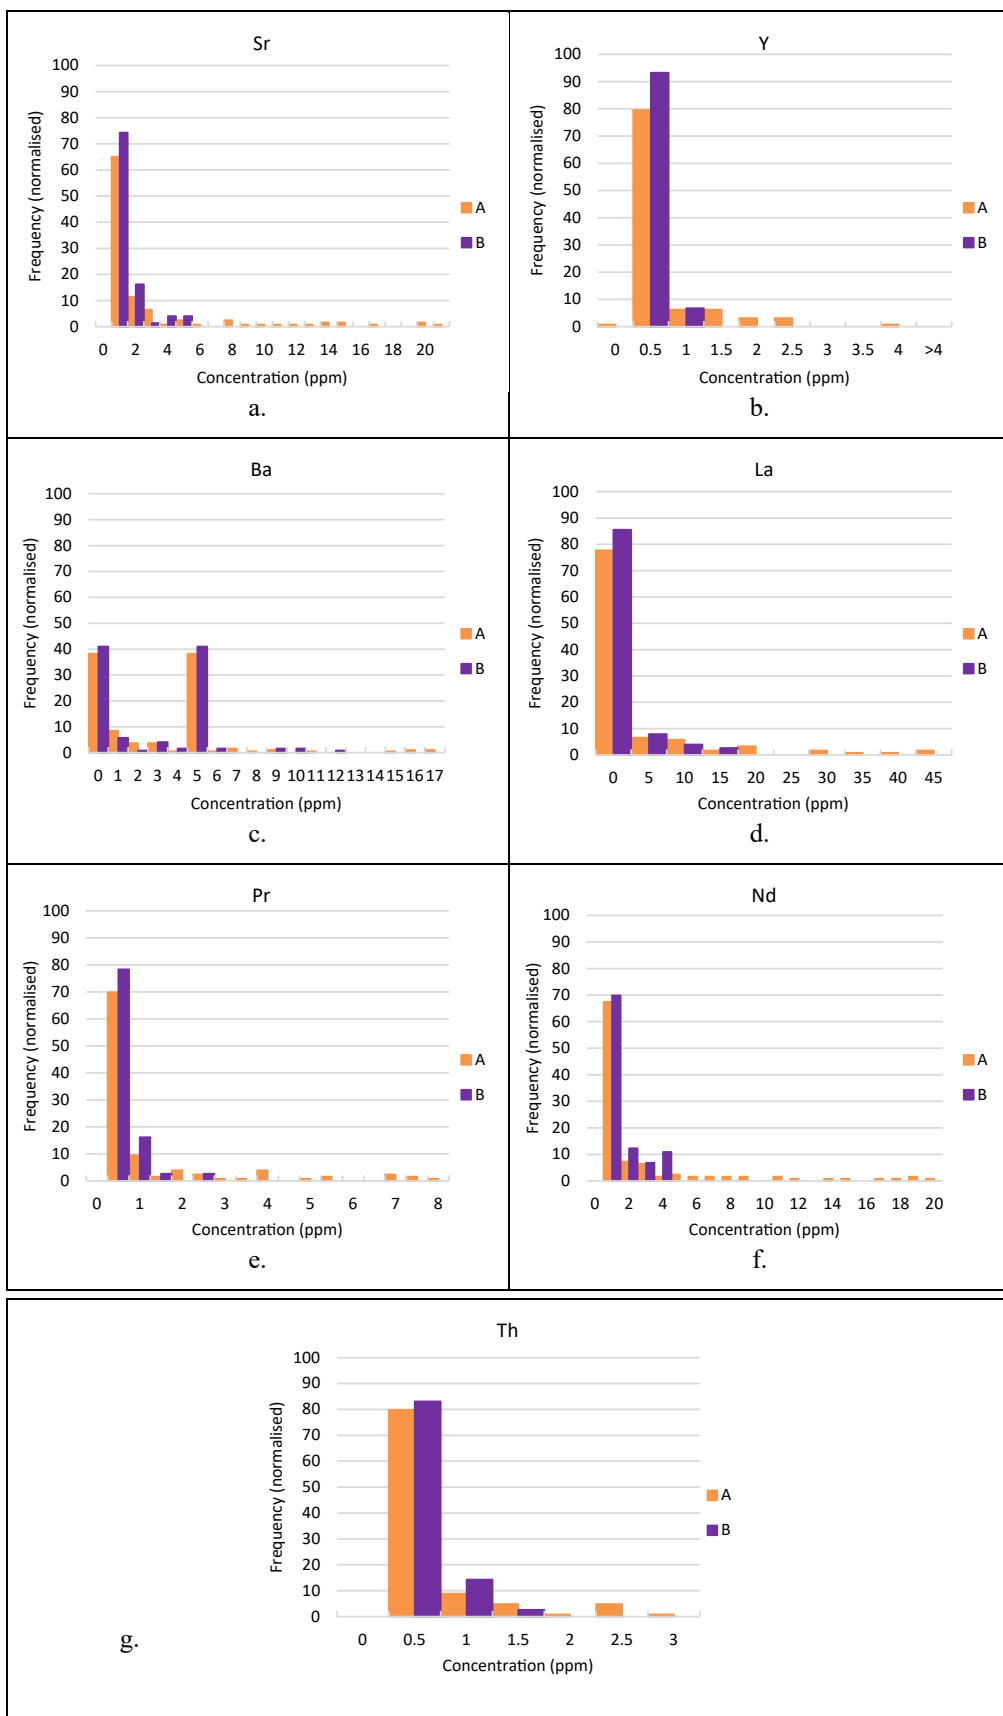 Sr
100
90
80
70
60
50
40
30
20
10
0
Frequency (normalised)
0 2 4 6 8 10 12 14 16 18 20
Concentration (ppm)
A
B
a.
Y
100
90
80
70
60
50
40
30
20
10
0
Frequency (normalised)
0 0.5 1 1.5 2 2.5 3 3.5 4 >4
Concentration (ppm)
A
B
b.
Ba
100
90
80
70
60
50
40
30
20
10
0
Frequency (normalised)
0 1 2 3 4 5 6 7 8 9 10 11 12 13 14 15 16 17
Concentration (ppm)
A
B
c.
La
100
90
80
70
60
50
40
30
20
10
0
Frequency (normalised)
0 5 10 15 20 25 30 35 40 45
Concentration (ppm)
A
B
d.
Pr
100
90
80
70
60
50
40
30
20
10
0
Frequency (normalised)
0 1 2 3 4 5 6 7 8
Concentration (ppm)
A
B
e.
Nd
100
90
80
70
60
50
40
30
20
10
0
Frequency (normalised)
0 2 4 6 8 10 12 14 16 18 20
Concentration (ppm)
A
B
f.
Th
100
90
80
70
60
50
40
30
20
10
0
Frequency (normalised)
0 0.5 1 1.5 2 2.5 3
Concentration (ppm)
A
B
g.